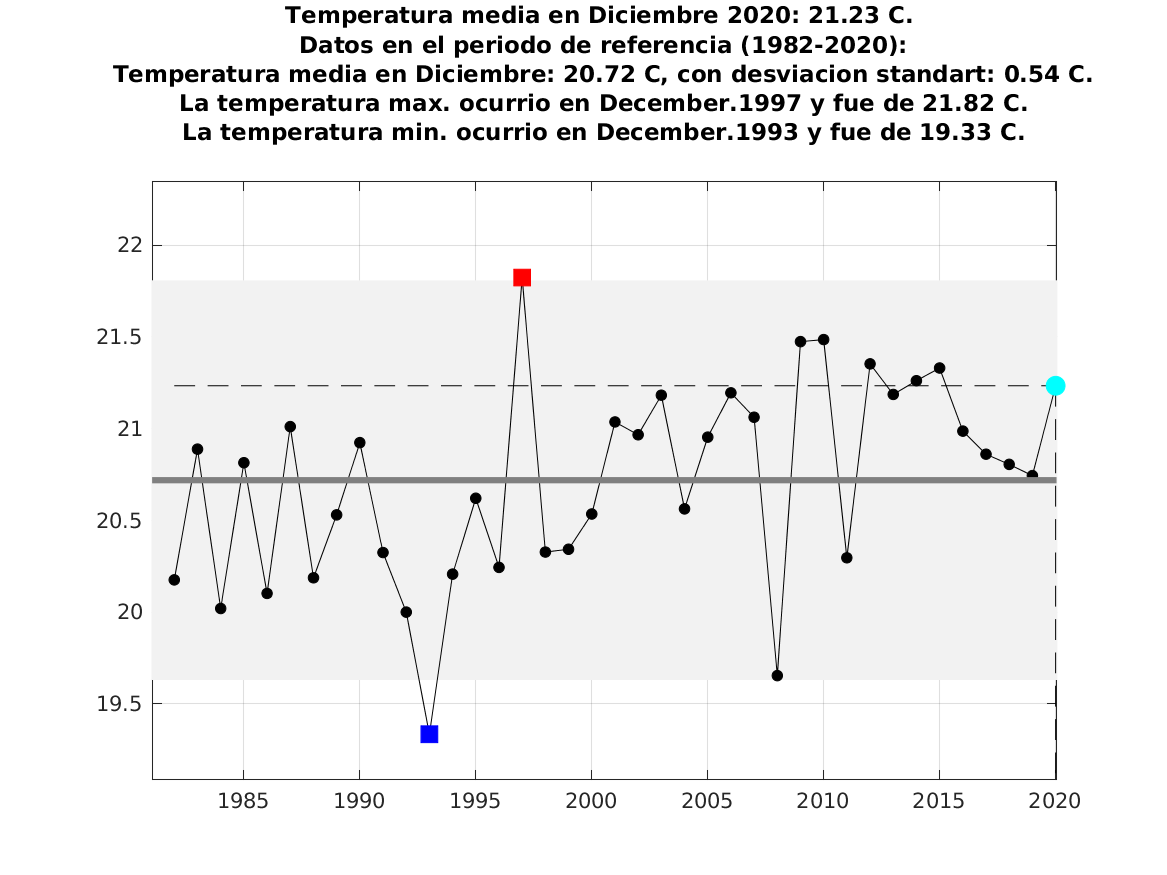 Temperatura media en Diciembre 2020: 21.23 C.
Datos en el periodo de referencia (1982-2020):
Temperatura media en Diciembre: 20.72 C, con desviacion standart: 0.54 C.
La temperatura max. ocurrio en December.1997 y fue de 21.82 C.
La temperatura min. ocurrio en December.1993 y fue de 19.33 C.
22
21.5
21
20.5
20
19.5
1985 1990 1995 2000 2005 2010 2015 2020